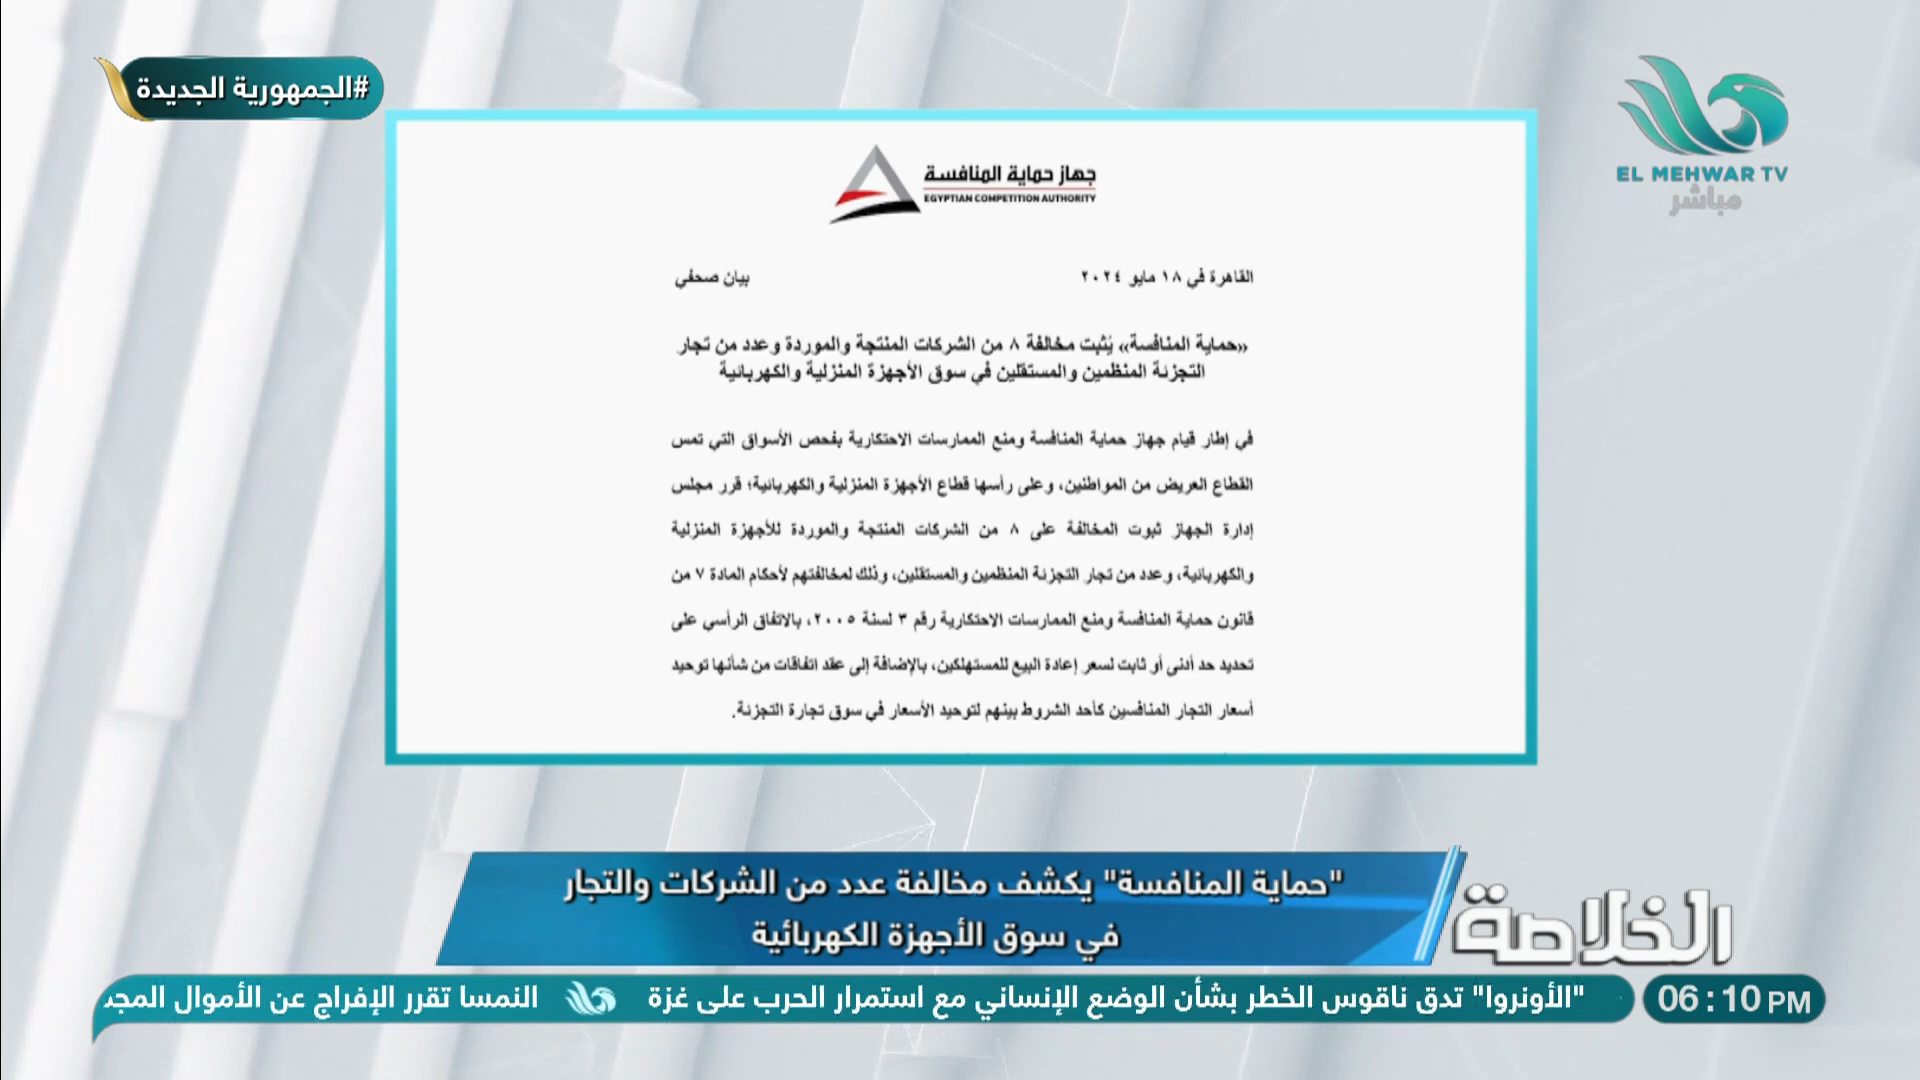 #الجمهورية الجديدة
EL MEHWAR TV
مباشر
جهاز حماية المنافسة
EGYPTIAN COMPETITION AUTHORITY
القاهرة في ١٨ مايو ٢٠٢٤
بيان صحفي
«حماية المنافسة» يُثبت مخالفة ٨ من الشركات المنتجة والموردة وعدد من تجار
التجزئة المنظمين والمستقلين في سوق الأجهزة المنزلية والكهربائية
في إطار قيام جهاز حماية المنافسة ومنع الممارسات الاحتكارية بفحص الأسواق التي تمس
القطاع العريض من المواطنين، وعلى رأسها قطاع الأجهزة المنزلية والكهربائية؛ قرر مجلس
إدارة الجهاز ثبوت المخالفة على ٨ من الشركات المنتجة والموردة للأجهزة المنزلية
والكهربائية، وعدد من تجار التجزئة المنظمين والمستقلين، وذلك لمخالفتهم لأحكام المادة ٧ من
قانون حماية المنافسة ومنع الممارسات الاحتكارية رقم ٣ لسنة ٢٠٠٥، بالاتفاق الرأسي على
تحديد حد أدنى أو ثابت لسعر إعادة البيع للمستهلكين، بالإضافة إلى عقد اتفاقات من شأنها توحيد
أسعار التجار المنافسين كأحد الشروط بينهم لتوحيد الأسعار في سوق تجارة التجزئة.
"حماية المنافسة" يكشف مخالفة عدد من الشركات والتجار
في سوق الأجهزة الكهربائية
الخلاصة
"الأونروا" تدق ناقوس الخطر بشأن الوضع الإنساني مع استمرار الحرب على غزة
النمسا تقرر الإفراج عن الأموال المجد
06:10 PM